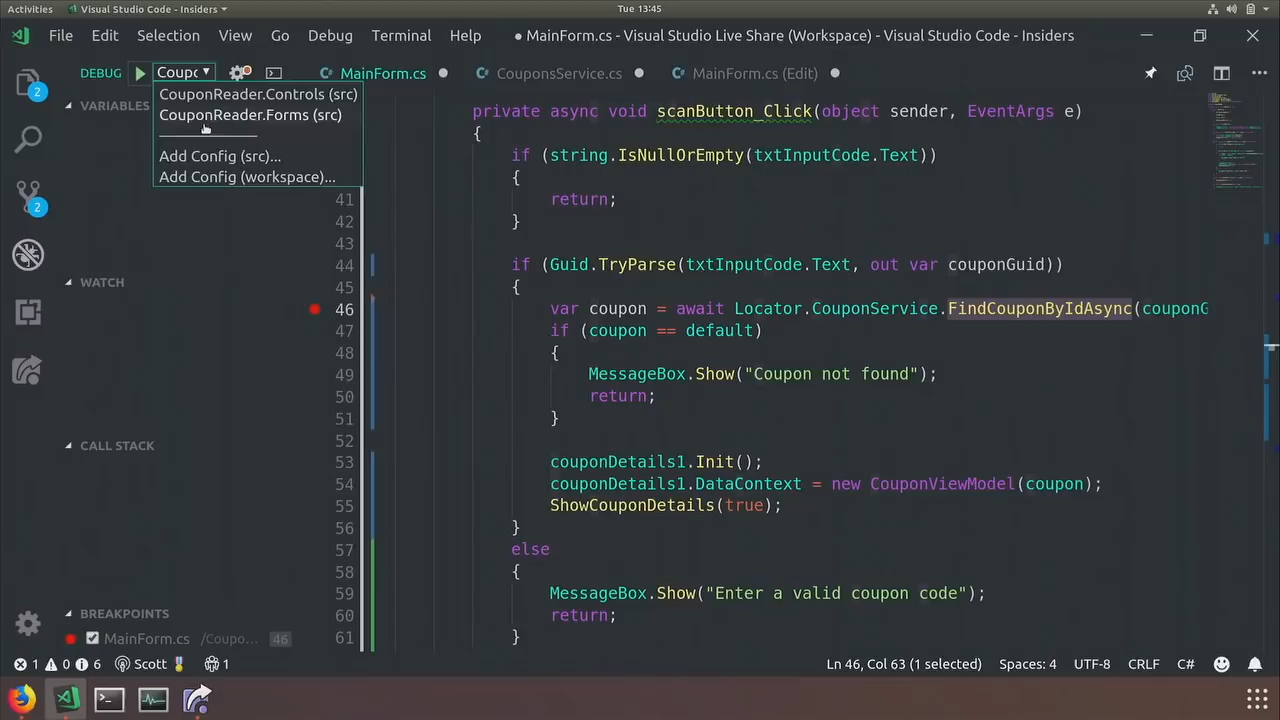 Activities Visual Studio Code - Insiders Tue 13:45
File Edit Selection View Go Debug Terminal Help ● MainForm.cs - Visual Studio Live Share (Workspace) - Visual Studio Code - Insiders
DEBUG Coupo MainForm.cs CouponsService.cs MainForm.cs (Edit)
2
VARIABLES
CouponReader.Controls (src)
CouponReader.Forms (src)
Add Config (src)...
Add Config (workspace)...
2
WATCH
CALL STACK
BREAKPOINTS
MainForm.cs /Coupo... 46
private async void scanButton_Click(object sender, EventArgs e)
{
if (string.IsNullOrEmpty(txtInputCode.Text))
{
41 return;
42 }
43
44 if (Guid.TryParse(txtInputCode.Text, out var couponGuid))
45 {
46 var coupon = await Locator.CouponService.FindCouponByIdAsync(couponG
47 if (coupon == default)
48 {
49 MessageBox.Show("Coupon not found");
50 return;
51 }
52
53 couponDetails1.Init();
54 couponDetails1.DataContext = new CouponViewModel(coupon);
55 ShowCouponDetails(true);
56 }
57 else
58 {
59 MessageBox.Show("Enter a valid coupon code");
60 return;
61 }
1 0 6 Scott 1 Ln 46, Col 63 (1 selected) Spaces: 4 UTF-8 CRLF C#